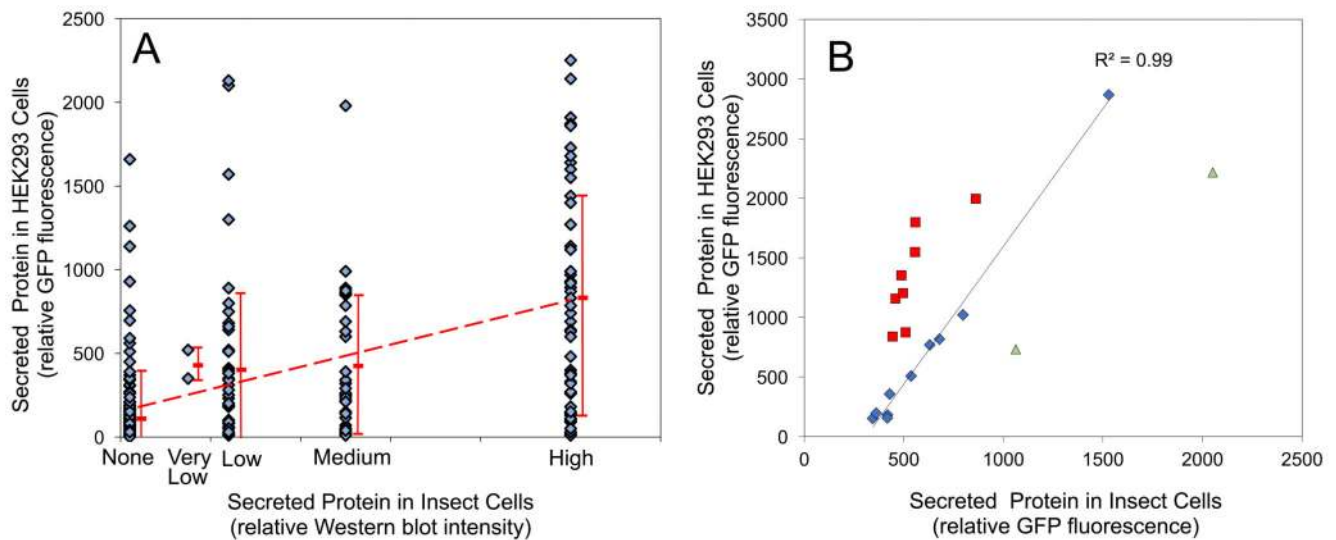 A
Secreted Protein in HEK293 Cells
(relative GFP fluorescence)
2500
2000
1500
1000
500
0
None
Very
Low
Low
Medium
High
Secreted Protein in Insect Cells
(relative Western blot intensity)
B
R² = 0.99
Secreted Protein in HEK293 Cells
(relative GFP fluorescence)
3500
3000
2500
2000
1500
1000
500
0
0
500
1000
1500
2000
2500
Secreted Protein in Insect Cells
(relative GFP fluorescence)